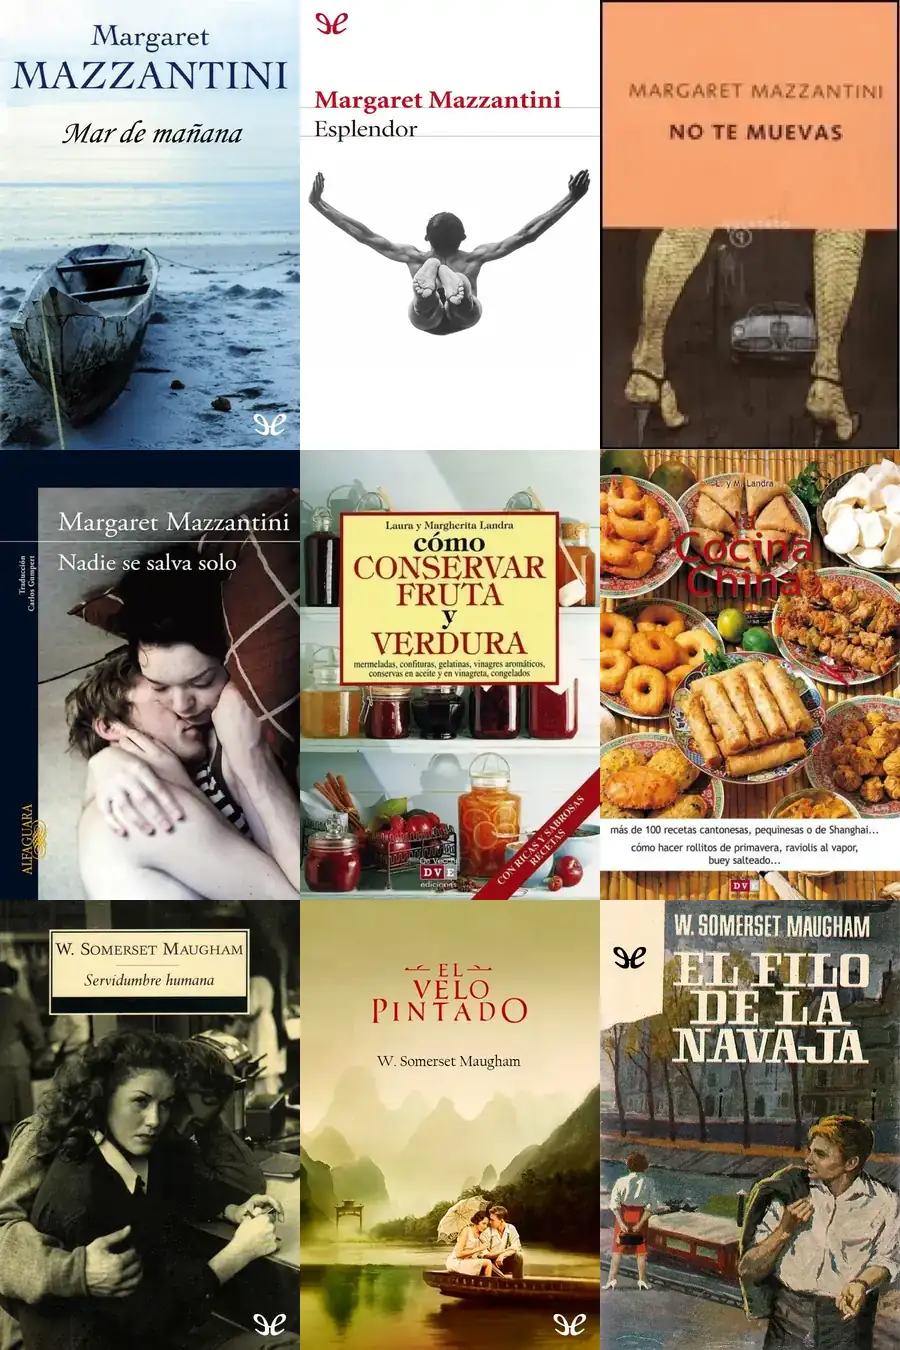 Margaret
MAZZANTINI
Mar de mañana
Margaret Mazzantini
Esplendor
MARGARET MAZZANTINI
NO TE MUEVAS
Margaret Mazzantini
Nadie se salva solo
Traducción
Carlos Gumpert
ALFAGUARA
Laura y Margherita Landra
cómo
CONSERVAR
FRUTA
y
VERDURA
mermeladas, confituras, gelatinas, vinagres aromáticos,
conservas en aceite y en vinagreta, congelados
CON RICAS Y SABROSAS
RECETAS
De Vecchi
DVE
ediciones
L. y M. Landra
la
Cocina
China
más de 100 recetas cantonesas, pequinesas o de Shanghai...
cómo hacer rollitos de primavera, raviolis al vapor,
buey salteado...
DVE
W. SOMERSET MAUGHAM
Servidumbre humana
EL
VELO
PINTADO
W. Somerset Maugham
W. SOMERSET MAUGHAM
EL FILO
DE LA
NAVAJA